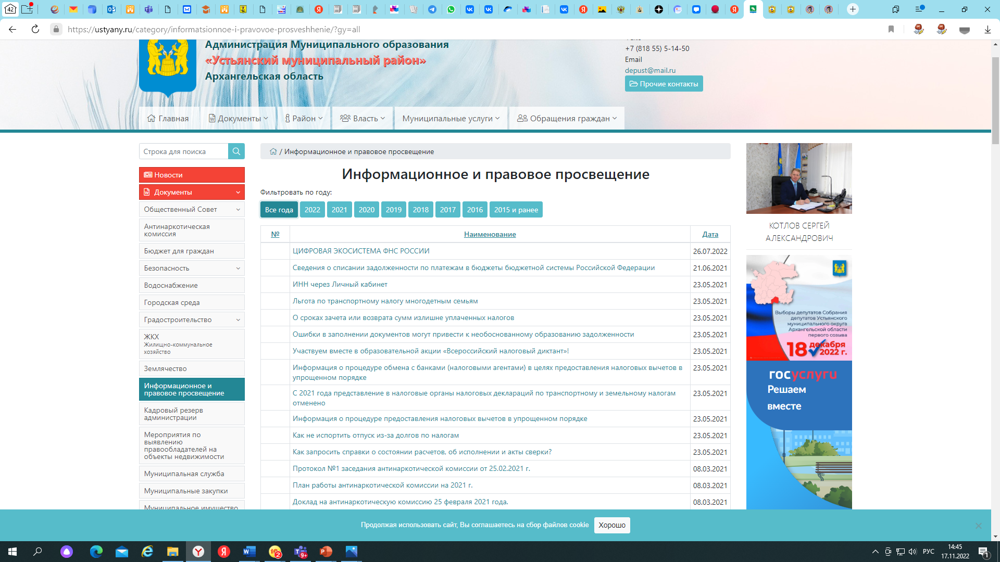 42
https://ustyany.ru/category/informatsionnoe-i-pravovoe-prosveshhenie/?gy=all
Администрация Муниципального образования
«Устьянский муниципальный район»
Архангельская область
+7 (818 55) 5-14-50
Email
depust@mail.ru
Прочие контакты
Главная
Документы
Район
Власть
Муниципальные услуги
Обращения граждан
Строка для поиска
Новости
Документы
Общественный Совет
Антинаркотическая
комиссия
Бюджет для граждан
Безопасность
Водоснабжение
Городская среда
Градостроительство
ЖКХ
Жилищно-коммунальное
хозяйство
Землячество
Информационное и
правовое просвещение
Кадровый резерв
администрации
Мероприятия по
выявлению
правообладателей на
объекты недвижимости
Муниципальная служба
Муниципальные закупки
Муниципальное имущество
/ Информационное и правовое просвещение
Информационное и правовое просвещение
Фильтровать по году:
Все года 2022 2021 2020 2019 2018 2017 2016 2015 и ранее
№ Наименование Дата
ЦИФРОВАЯ ЭКОСИСТЕМА ФНС РОССИИ 26.07.2022
Сведения о списании задолженности по платежам в бюджеты бюджетной системы Российской Федерации 21.06.2021
ИНН через Личный кабинет 23.05.2021
Льгота по транспортному налогу многодетным семьям 23.05.2021
О сроках зачета или возврата сумм излишне уплаченных налогов 23.05.2021
Ошибки в заполнении документов могут привести к необоснованному образованию задолженности 23.05.2021
Участвуем вместе в образовательной акции «Всероссийский налоговый диктант»! 23.05.2021
Информация о процедуре обмена с банками (налоговыми агентами) в целях предоставления налоговых вычетов в 23.05.2021
упрощенном порядке
С 2021 года представление в налоговые органы налоговых деклараций по транспортному и земельному налогам 23.05.2021
отменено
Информация о процедуре предоставления налоговых вычетов в упрощенном порядке 23.05.2021
Как не испортить отпуск из-за долгов по налогам 23.05.2021
Как запросить справки о состоянии расчетов, об исполнении и акты сверки? 23.05.2021
Протокол №1 заседания антинаркотической комиссии от 25.02.2021 г. 08.03.2021
План работы антинаркотической комиссии на 2021 г. 08.03.2021
Доклад на антинаркотическую комиссию 25 февраля 2021 года. 08.03.2021
КОТЛОВ СЕРГЕЙ
АЛЕКСАНДРОВИЧ
Выборы депутатов Собрания
депутатов Устьянского
муниципального округа
Архангельской области
первого созыва
18 декабря
2022 г.
госуслуги
Решаем
вместе
Продолжая использовать сайт, Вы соглашаетесь на сбор файлов cookie Хорошо
РУС
14:45
17.11.2022